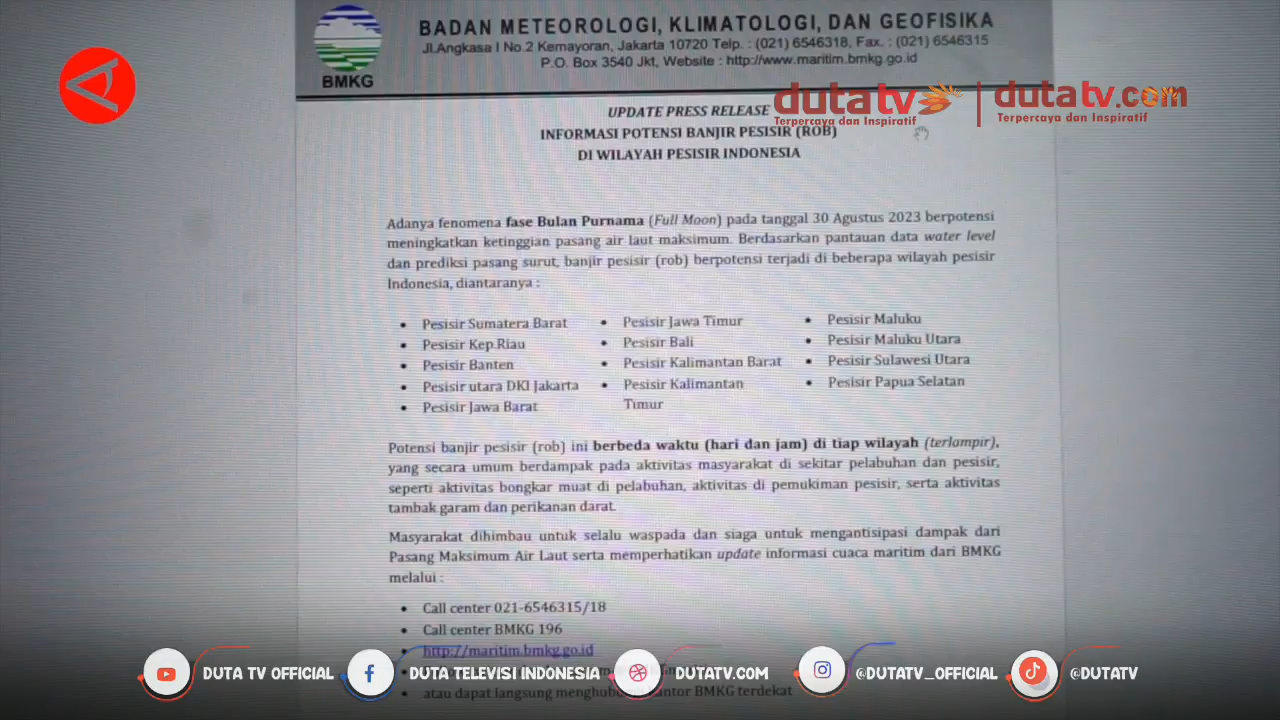 BADAN METEOROLOGI, KLIMATOLOGI, DAN GEOFISIKA
Jl.Angkasa I No.2 Kemayoran, Jakarta 10720 Telp. : (021) 6546318, Fax. : (021) 6546315
P.O. Box 3540 Jkt, Website : http://www.maritim.bmkg.go.id
BMKG
dutatv
Terpercaya dan Inspiratif
dutatv.com
Terpercaya dan Inspiratif
UPDATE PRESS RELEASE
INFORMASI POTENSI BANJIR PESISIR (ROB)
DI WILAYAH PESISIR INDONESIA
Adanya fenomena fase Bulan Purnama (Full Moon) pada tanggal 30 Agustus 2023 berpotensi
meningkatkan ketinggian pasang air laut maksimum. Berdasarkan pantauan data water level
dan prediksi pasang surut, banjir pesisir (rob) berpotensi terjadi di beberapa wilayah pesisir
Indonesia, diantaranya :
• Pesisir Sumatera Barat
• Pesisir Kep.Riau
• Pesisir Banten
• Pesisir utara DKI Jakarta
• Pesisir Jawa Barat
• Pesisir Jawa Timur
• Pesisir Bali
• Pesisir Kalimantan Barat
• Pesisir Kalimantan
Timur
• Pesisir Maluku
• Pesisir Maluku Utara
• Pesisir Sulawesi Utara
• Pesisir Papua Selatan
Potensi banjir pesisir (rob) ini berbeda waktu (hari dan jam) di tiap wilayah (terlampir),
yang secara umum berdampak pada aktivitas masyarakat di sekitar pelabuhan dan pesisir,
seperti aktivitas bongkar muat di pelabuhan, aktivitas di pemukiman pesisir, serta aktivitas
tambak garam dan perikanan darat.
Masyarakat dihimbau untuk selalu waspada dan siaga untuk mengantisipasi dampak dari
Pasang Maksimum Air Laut serta memperhatikan update informasi cuaca maritim dari BMKG
melalui :
• Call center 021-6546315/18
• Call center BMKG 196
• http://maritim.bmkg.go.id
• atau dapat langsung kantor BMKG terdekat
DUTA TV OFFICIAL
DUTA TELEVISI INDONESIA
DUTATV.COM
@DUTATV_OFFICIAL
@DUTATV